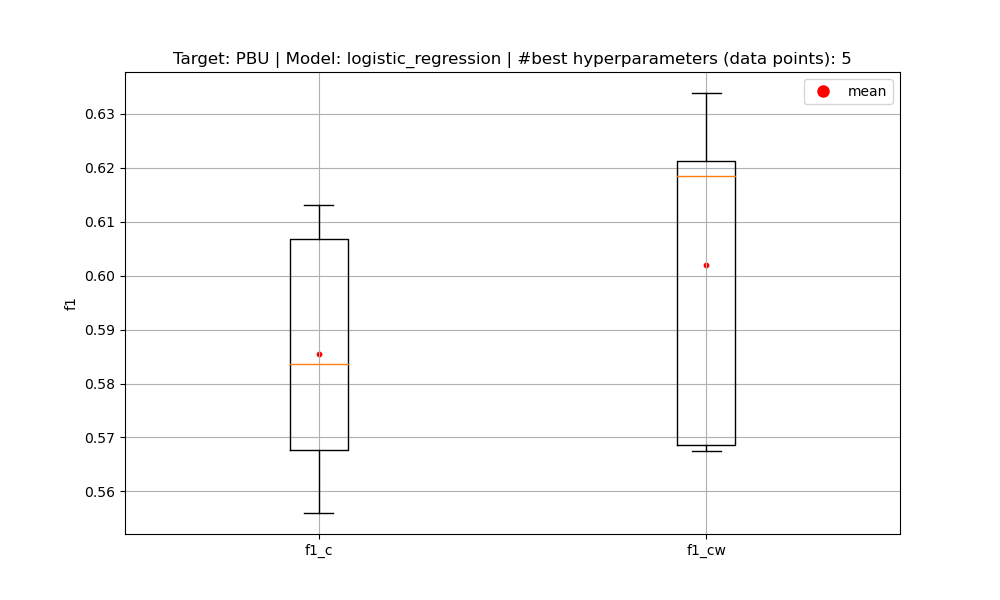 Target: PBU | Model: logistic_regression | #best hyperparameters (data points): 5
mean
0.63
0.62
0.61
0.60
0.59
0.58
0.57
0.56
f1
f1_c
f1_cw